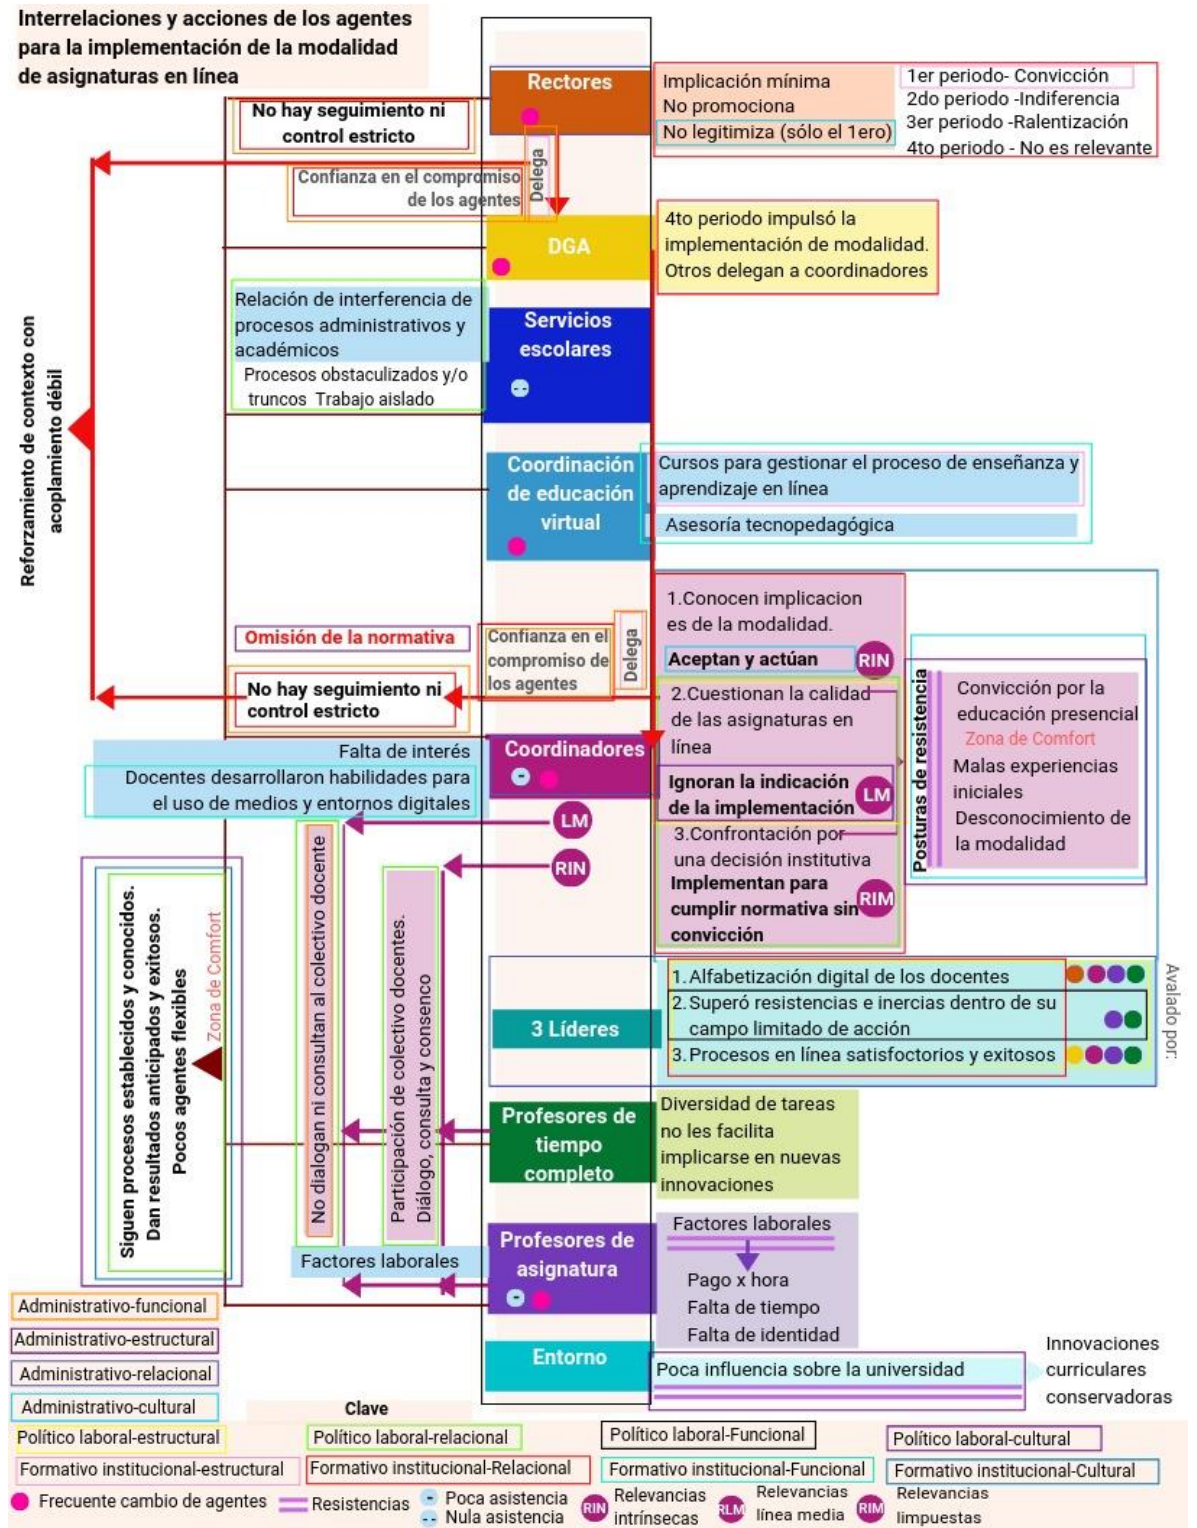 Interrelaciones y acciones de los agentes
para la implementación de la modalidad
de asignaturas en línea
Rectores
No hay seguimiento ni
control estricto
Implicación mínima
No promociona
No legitimiza (sólo el 1ero)
1er periodo- Convicción
2do periodo -Indiferencia
3er periodo -Ralentización
4to periodo - No es relevante
Confianza en el compromiso
de los agentes
Delega
DGA
4to periodo impulsó la
implementación de modalidad.
Otros delegan a coordinadores
Relación de interferencia de
procesos administrativos y
académicos
Procesos obstaculizados y/o
truncos Trabajo aislado
Servicios
escolares
--
Reforzamiento de contexto con
acoplamiento débil
Coordinación
de educación
virtual
Cursos para gestionar el proceso de enseñanza y
aprendizaje en línea
Asesoría tecnopedagógica
Omisión de la normativa
No hay seguimiento ni
control estricto
Confianza en el
compromiso de
los agentes
Delega
1.Conocen implicacion
es de la modalidad.
Aceptan y actúan
RIN
2.Cuestionan la calidad
de las asignaturas en
línea
Ignoran la indicación
de la implementación
LM
3.Confrontación por
una decisión institutiva
Implementan para
cumplir normativa sin
convicción
RIM
Posturas de resistencia
Convicción por la
educación presencial
Zona de Comfort
Malas experiencias
iniciales
Desconocimiento de
la modalidad
Coordinadores
-
Falta de interés
Docentes desarrollaron habilidades para
el uso de medios y entornos digitales
LM
RIN
Siguen procesos establecidos y conocidos.
Dan resultados anticipados y exitosos.
Pocos agentes flexibles
Zona de Comfort
No dialogan ni consultan al colectivo docente
Participación de colectivo docentes.
Diálogo, consulta y consenco
3 Líderes
1.Alfabetización digital de los docentes
2.Superó resistencias e inercias dentro de su
campo limitado de acción
3.Procesos en línea satisfoctorios y exitosos
Avalado por:
Profesores de
tiempo
completo
Diversidad de tareas
no les facilita
implicarse en nuevas
innovaciones
Factores laborales
Profesores de
asignatura
-
Factores laborales
Pago x hora
Falta de tiempo
Falta de identidad
Entorno
Poca influencia sobre la universidad
Innovaciones
curriculares
conservadoras
Administrativo-funcional
Administrativo-estructural
Administrativo-relacional
Administrativo-cultural
Clave
Político laboral-estructural
Político laboral-relacional
Político laboral-Funcional
Político laboral-cultural
Formativo institucional-estructural
Formativo institucional-Relacional
Formativo institucional-Funcional
Formativo institucional-Cultural
Frecuente cambio de agentes
Resistencias
- Poca asistencia
-- Nula asistencia
RIN
Relevancias
intrínsecas
RLM
Relevancias
línea media
RIM
Relevancias
limpuestas